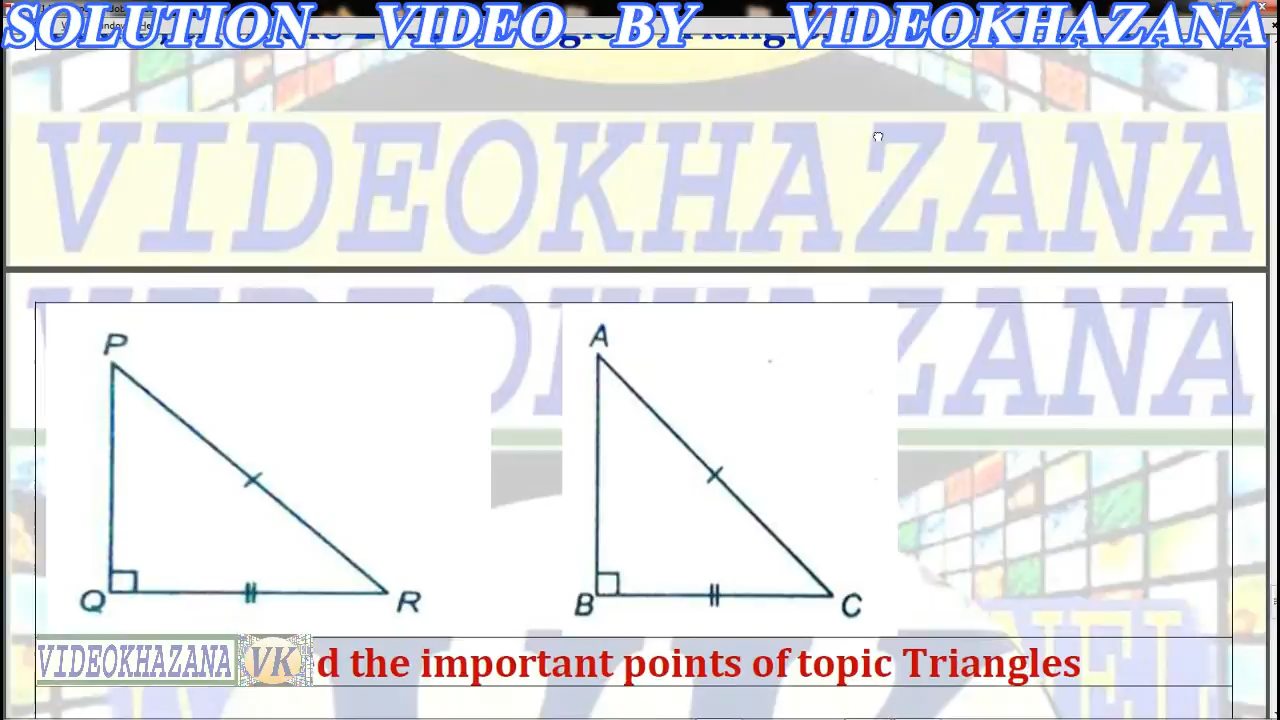 SOLUTION VIDEO BY VIDEOKHAZANA
VIDEOKHAZANA
P
A
Q
R
B
C
VIDEOKHAZANA VK d the important points of topic Triangles